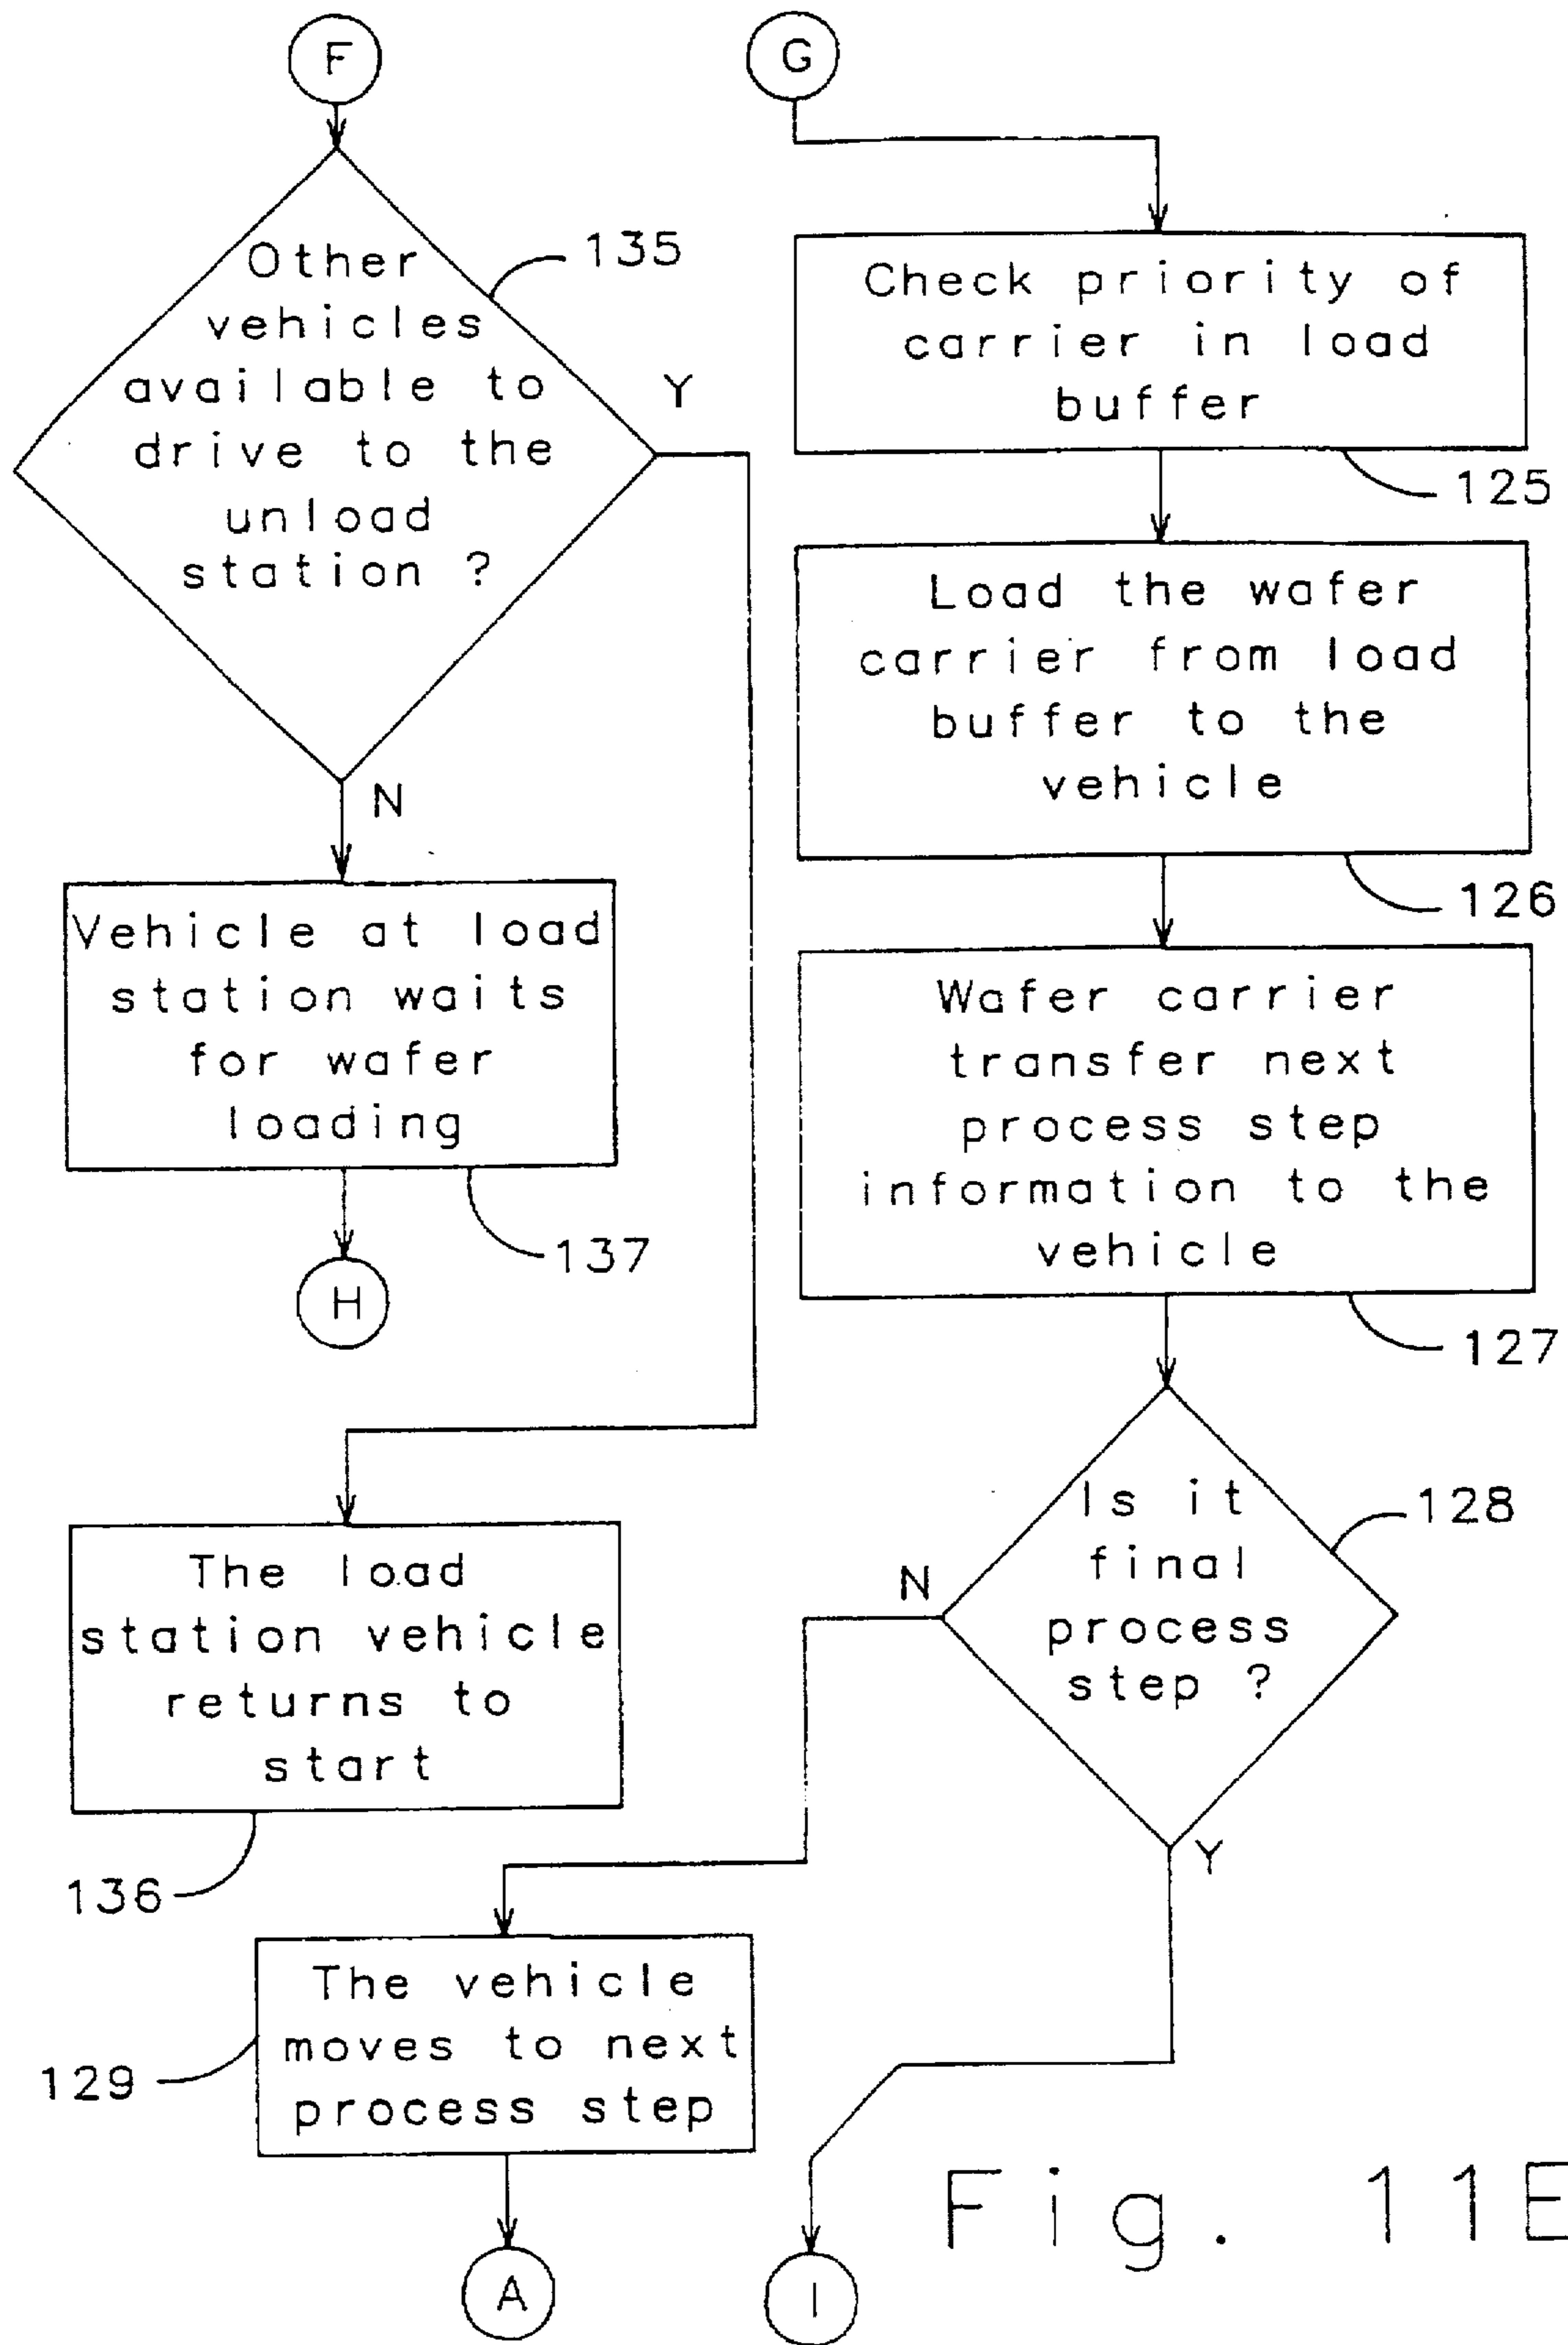 F
Other
vehicles
available to
drive to the
unload
station ?
135
Y
N
Vehicle at load
station waits
for wafer
loading
137
H
The load
station vehicle
returns to
start
136
G
Check priority of
carrier in load
buffer
125
Load the wafer
carrier from load
buffer to the
vehicle
126
Wafer carrier
transfer next
process step
information to the
vehicle
127
Is it
final
process
step ?
128
N
Y
The vehicle
moves to next
process step
129
A
I
Fig. 11E